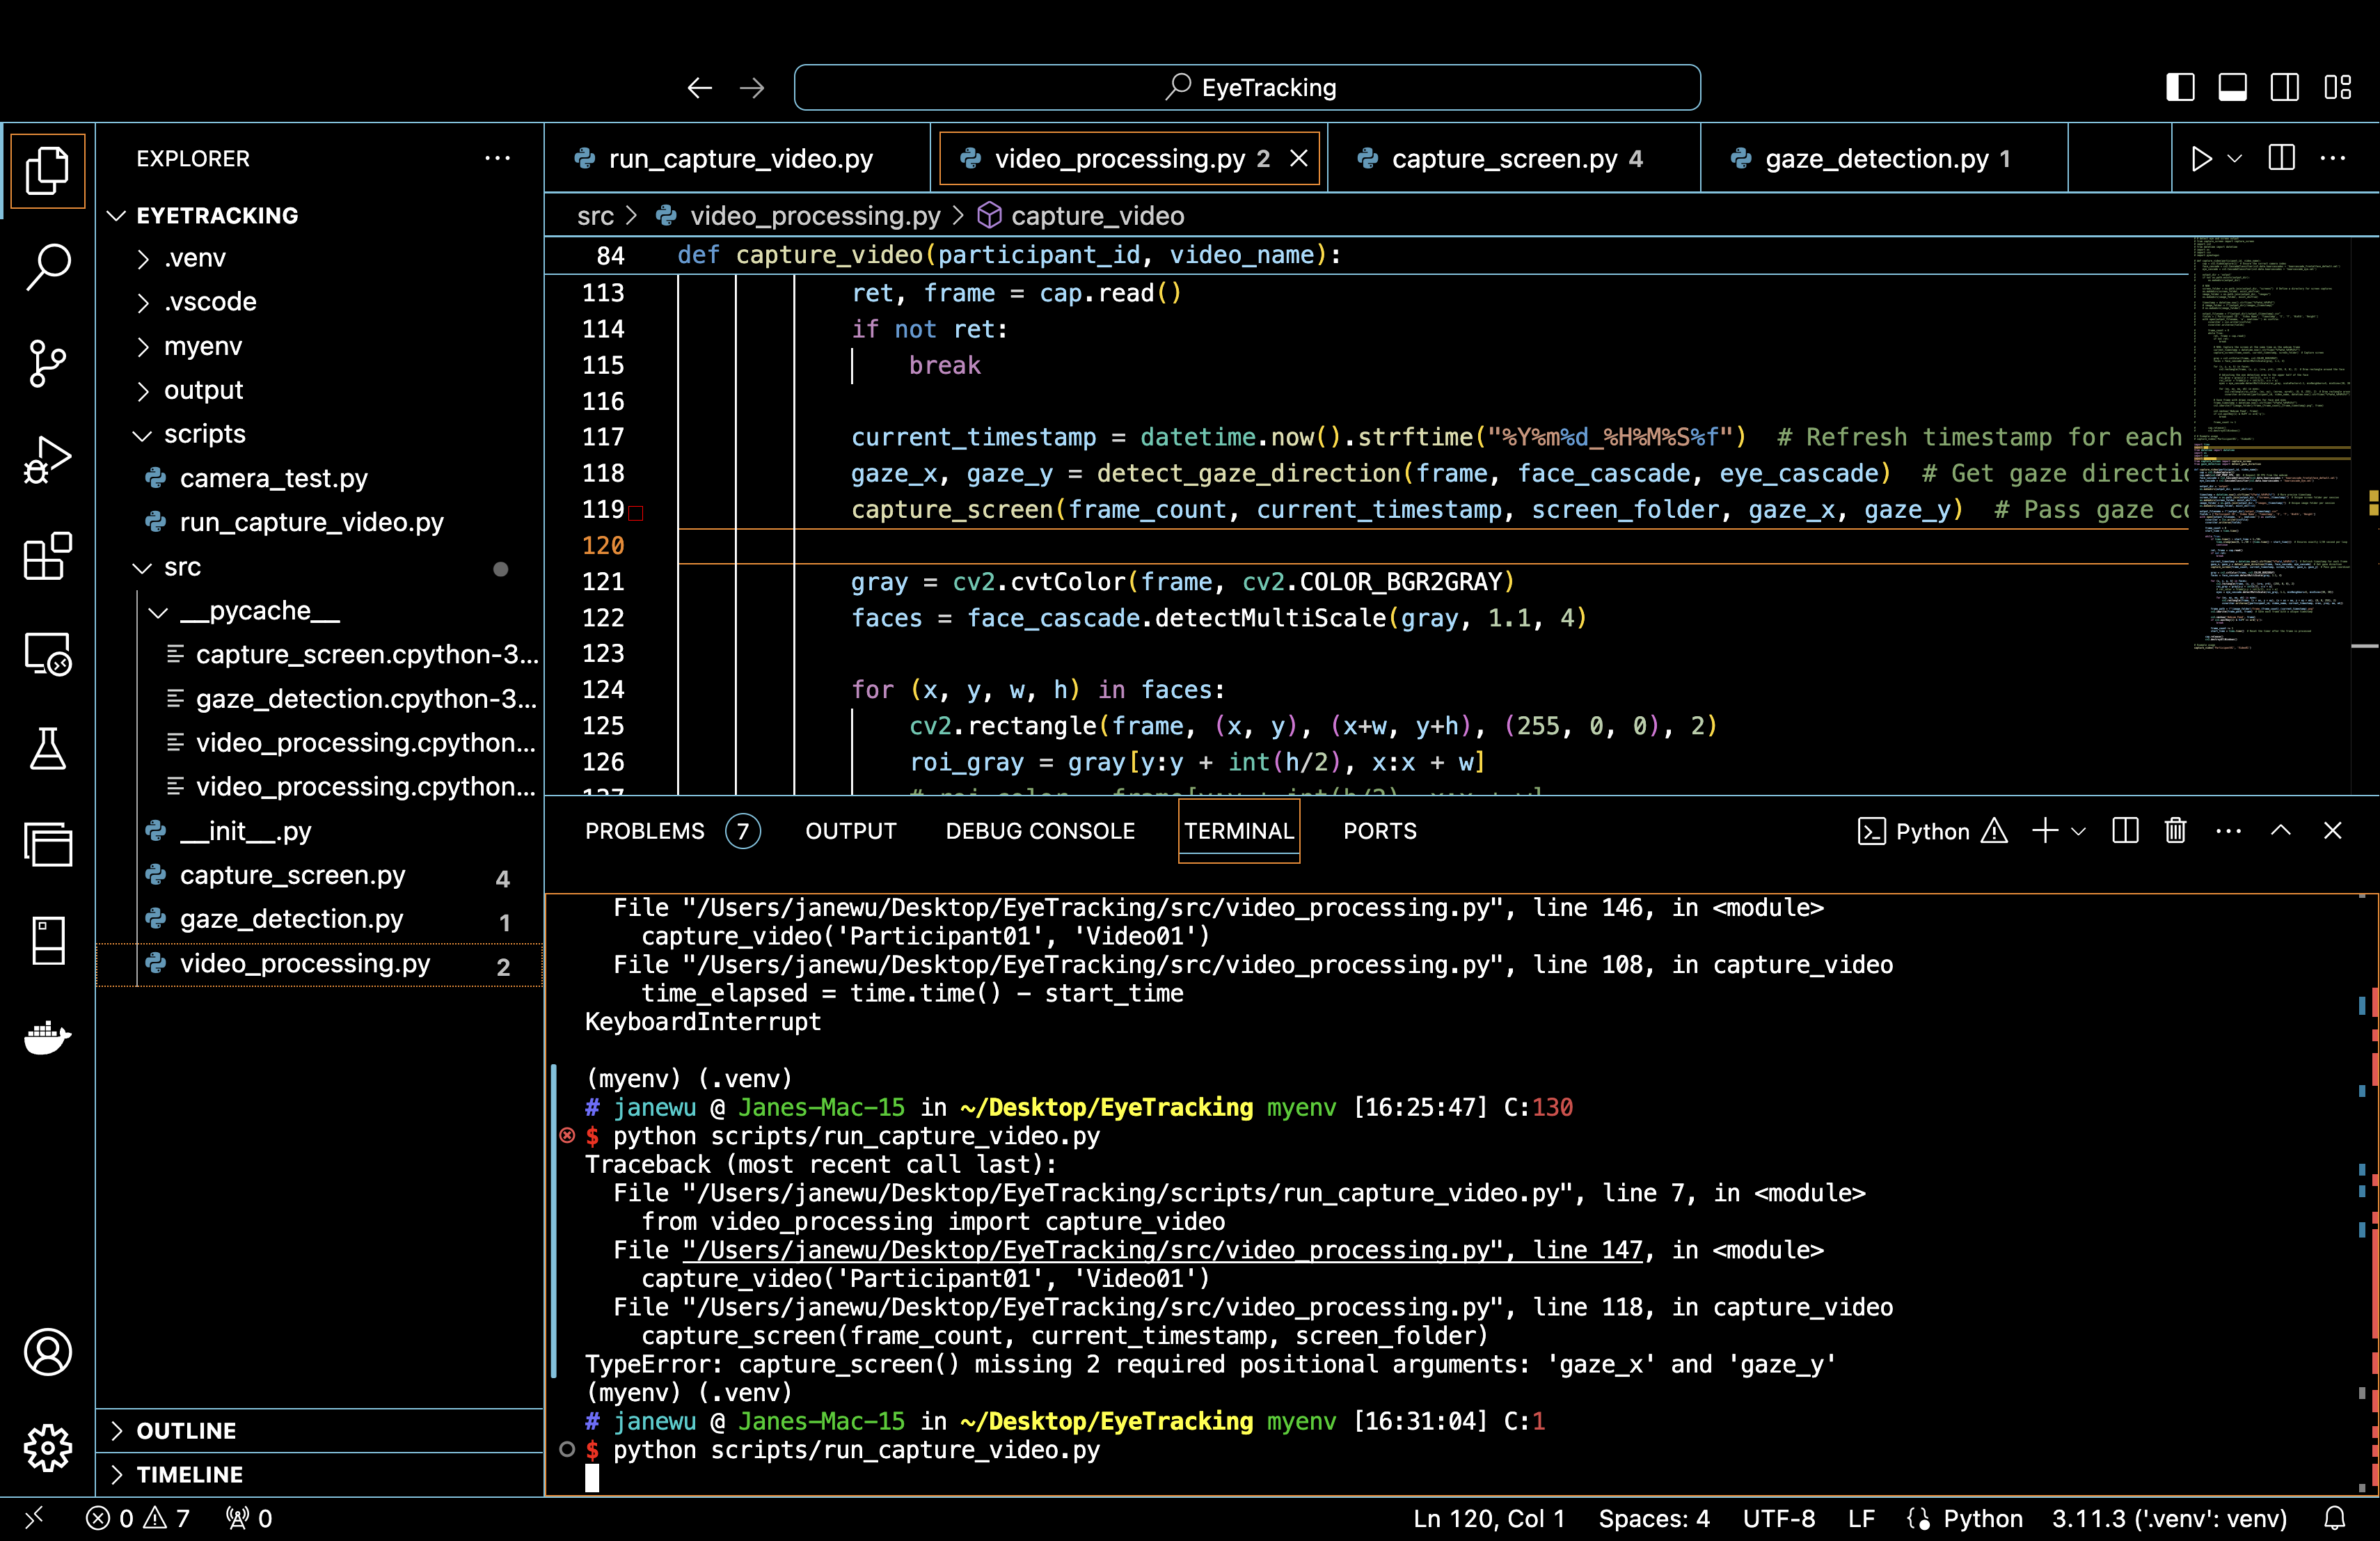 EyeTracking
EXPLORER
EYETRACKING
.venv
.vscode
myenv
output
scripts
camera_test.py
run_capture_video.py
src
__pycache__
capture_screen.cpython-3...
gaze_detection.cpython-3...
video_processing.cpython...
video_processing.cpython...
__init__.py
capture_screen.py 4
gaze_detection.py 1
video_processing.py 2
OUTLINE
TIMELINE
run_capture_video.py
video_processing.py 2
capture_screen.py 4
gaze_detection.py 1
src > video_processing.py > capture_video
84 def capture_video(participant_id, video_name):
113 ret, frame = cap.read()
114 if not ret:
115 break
116
117 current_timestamp = datetime.now().strftime("%Y%m%d_%H%M%S%f") # Refresh timestamp for each
118 gaze_x, gaze_y = detect_gaze_direction(frame, face_cascade, eye_cascade) # Get gaze directi
119 capture_screen(frame_count, current_timestamp, screen_folder, gaze_x, gaze_y) # Pass gaze c
120
121 gray = cv2.cvtColor(frame, cv2.COLOR_BGR2GRAY)
122 faces = face_cascade.detectMultiScale(gray, 1.1, 4)
123
124 for (x, y, w, h) in faces:
125 cv2.rectangle(frame, (x, y), (x+w, y+h), (255, 0, 0), 2)
126 roi_gray = gray[y:y + int(h/2), x:x + w]
127 # roi_color = frame[y:y + int(h/2), x:x + w]
PROBLEMS 7 OUTPUT DEBUG CONSOLE TERMINAL PORTS
Python
File "/Users/janewu/Desktop/EyeTracking/src/video_processing.py", line 146, in <module>
capture_video('Participant01', 'Video01')
File "/Users/janewu/Desktop/EyeTracking/src/video_processing.py", line 108, in capture_video
time_elapsed = time.time() - start_time
KeyboardInterrupt
(myenv) (.venv)
# janewu @ Janes-Mac-15 in ~/Desktop/EyeTracking myenv [16:25:47] C:130
$ python scripts/run_capture_video.py
Traceback (most recent call last):
File "/Users/janewu/Desktop/EyeTracking/scripts/run_capture_video.py", line 7, in <module>
from video_processing import capture_video
File "/Users/janewu/Desktop/EyeTracking/src/video_processing.py", line 147, in <module>
capture_video('Participant01', 'Video01')
File "/Users/janewu/Desktop/EyeTracking/src/video_processing.py", line 118, in capture_video
capture_screen(frame_count, current_timestamp, screen_folder)
TypeError: capture_screen() missing 2 required positional arguments: 'gaze_x' and 'gaze_y'
(myenv) (.venv)
# janewu @ Janes-Mac-15 in ~/Desktop/EyeTracking myenv [16:31:04] C:1
$ python scripts/run_capture_video.py
0 7 0
Ln 120, Col 1 Spaces: 4 UTF-8 LF Python 3.11.3 ('.venv': venv)